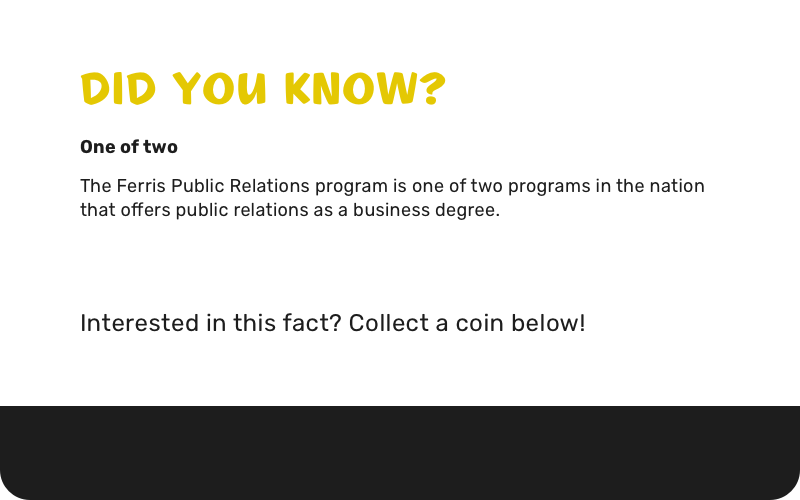 DID YOU KNOW?
One of two
The Ferris Public Relations program is one of two programs in the nation
that offers public relations as a business degree.
Interested in this fact? Collect a coin below!